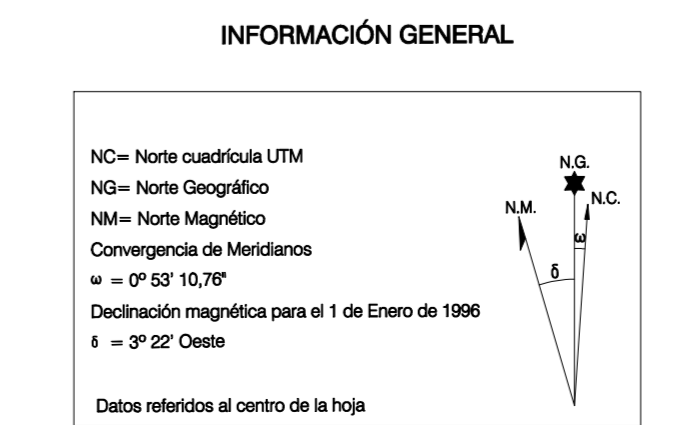 INFORMACIÓN GENERAL
NC= Norte cuadrícula UTM
NG= Norte Geográfico
NM= Norte Magnético
Convergencia de Meridianos
ω = 0º 53' 10,76"
Declinación magnética para el 1 de Enero de 1996
δ = 3º 22' Oeste
Datos referidos al centro de la hoja
N.G.
N.M.
N.C.
ω
δ